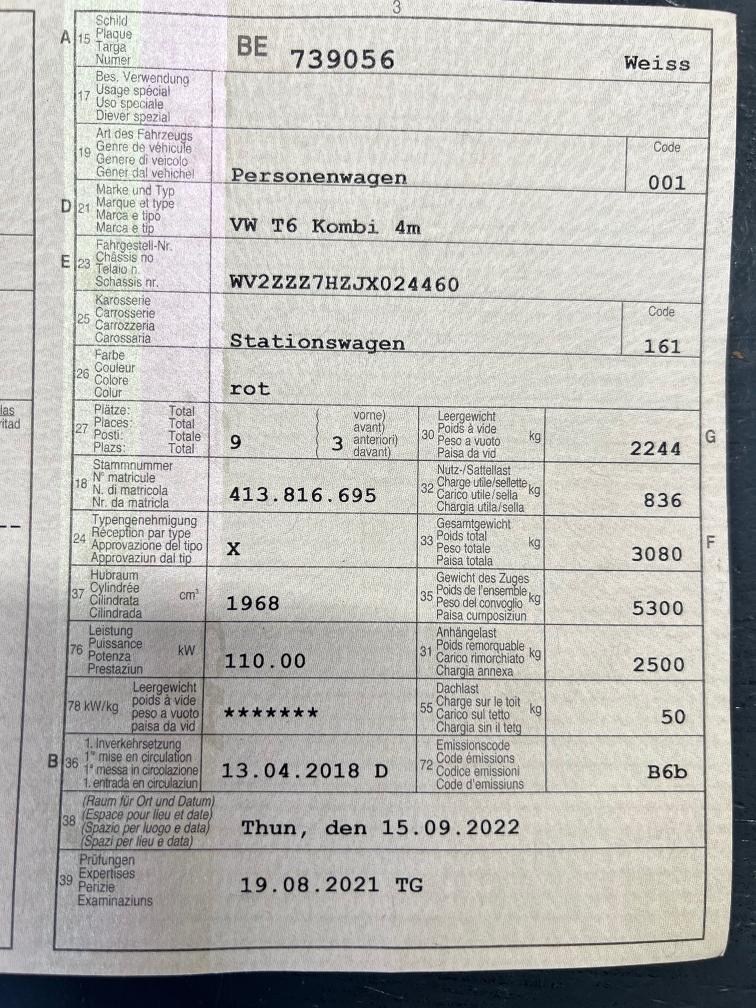 3
A 15 Schild
Plaque
Targa
Numer
BE 739056 Weiss
17 Bes. Verwendung
Usage spécial
Uso speciale
Diever spezial
19 Art des Fahrzeugs
Genre de véhicule
Genere di veicolo
Gener dal vehichel
Personenwagen
Code
001
D 21 Marke und Typ
Marque et type
Marca e tipo
Marca e tip
VW T6 Kombi 4m
E 23 Fahrgestell-Nr.
Châssis no
Telaio n.
Schassis nr.
WV2ZZZ7HZJX024460
25 Karosserie
Carrosserie
Carrozzeria
Carossaria
Stationswagen
Code
161
26 Farbe
Couleur
Colore
Colur
rot
27 Plätze: Total
Places: Total
Posti: Totale
Plazs: Total
9
( vorne)
avant)
3 anteriori)
( davant)
30 Leergewicht
Poids à vide
Peso a vuoto
Paisa da vid
kg
2244
G
18 Stammnummer
N° matricule
N. di matricola
Nr. da matricla
413.816.695
32 Nutz-/Sattellast
Charge utile/sellette
Carico utile/sella
Chargia utila/sella
kg
836
24 Typengenehmigung
Réception par type
Approvazione del tipo
Approvaziun dal tip
X
33 Gesamtgewicht
Poids total
Peso totale
Paisa totala
kg
3080
F
37 Hubraum
Cylindrée
Cilindrata
Cilindrada
cm³
1968
35 Gewicht des Zuges
Poids de l'ensemble
Peso del convoglio
Paisa cumposiziun
kg
5300
76 Leistung
Puissance
Potenza
Prestaziun
kW
110.00
31 Anhängelast
Poids remorquable
Carico rimorchiato
Chargia annexa
kg
2500
78 kW/kg
Leergewicht
poids à vide
peso a vuoto
paisa da vid
*******
55 Dachlast
Charge sur le toit
Carico sul tetto
Chargia sin il tetg
kg
50
B 36 1. Inverkehrsetzung
1re mise en circulation
1a messa in circolazione
1. entrada en circulaziun
13.04.2018 D
72 Emissionscode
Code émissions
Codice emissioni
Code d'emissiuns
B6b
38 (Raum für Ort und Datum)
(Espace pour lieu et date)
(Spazio per luogo e data)
(Spazi per lieu e data)
Thun, den 15.09.2022
39 Prüfungen
Expertises
Perizie
Examinaziuns
19.08.2021 TG
las
ritad
--